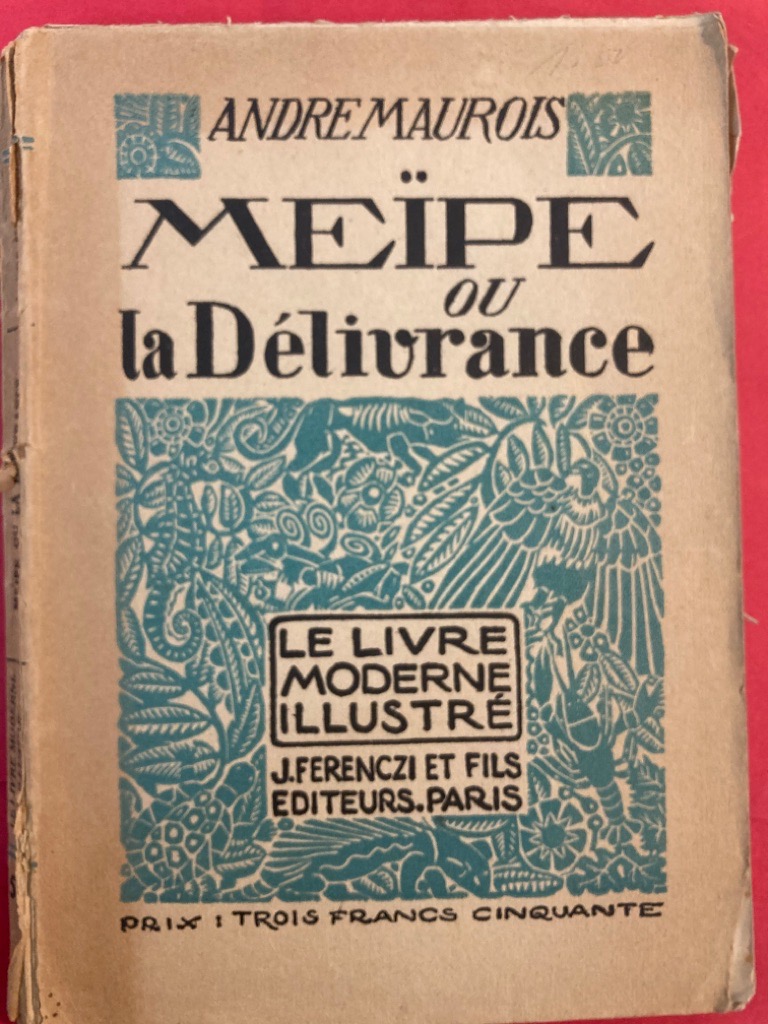 ANDRE MAUROIS
MEÏPE
OU
la Délivrance
LE LIVRE
MODERNE
ILLUSTRÉ
J. FERENCZI ET FILS
EDITEURS. PARIS
PRIX : TROIS FRANCS CINQUANTE